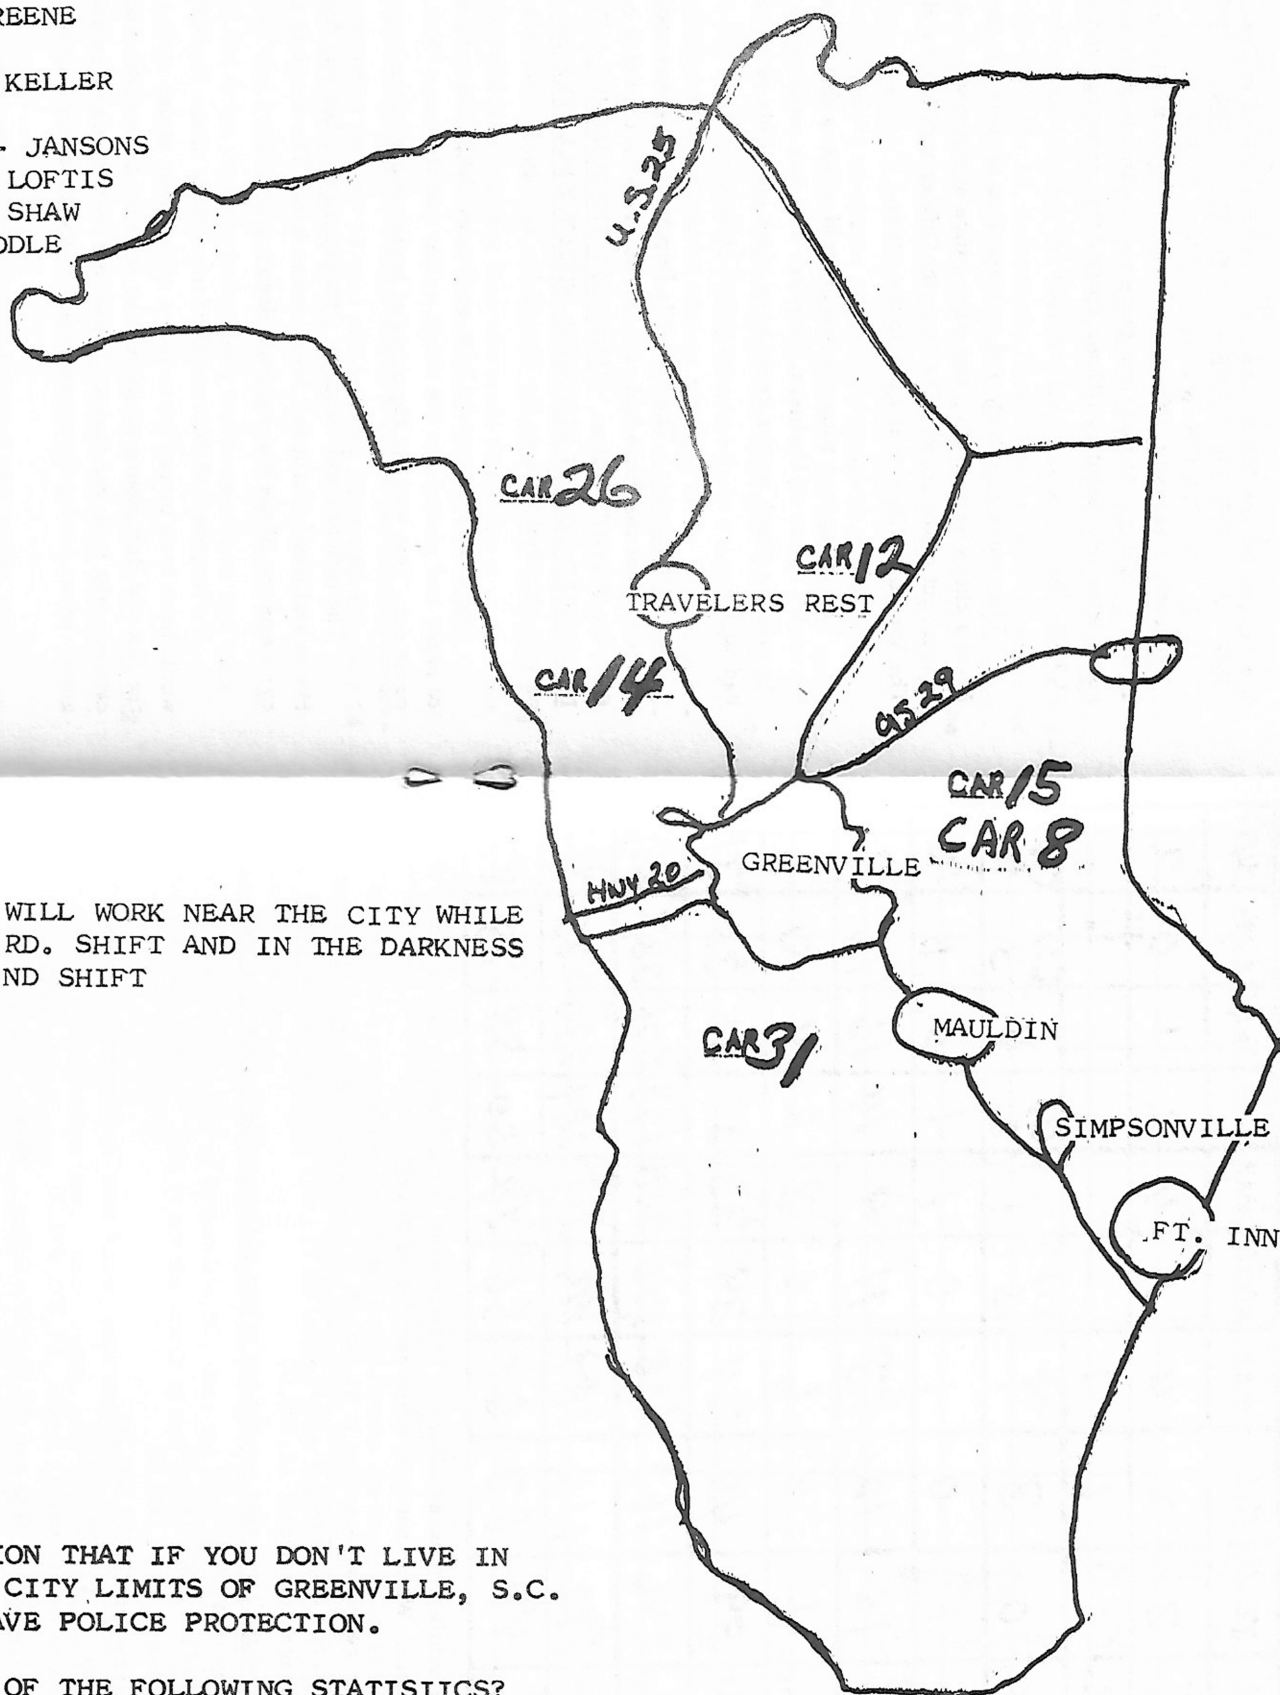 REENE
KELLER
- JANSONS
LOFTIS
SHAW
DDLE
U.S.25
CAR 26
CAR 12
TRAVELERS REST
CAR 14
US 29
CAR 15
CAR 8
GREENVILLE
HWY 20
WILL WORK NEAR THE CITY WHILE
RD. SHIFT AND IN THE DARKNESS
ND SHIFT
MAULDIN
CAR 31
SIMPSONVILLE
FT. INN
ION THAT IF YOU DON'T LIVE IN
CITY LIMITS OF GREENVILLE, S.C.
AVE POLICE PROTECTION.
OF THE FOLLOWING STATISTICS?